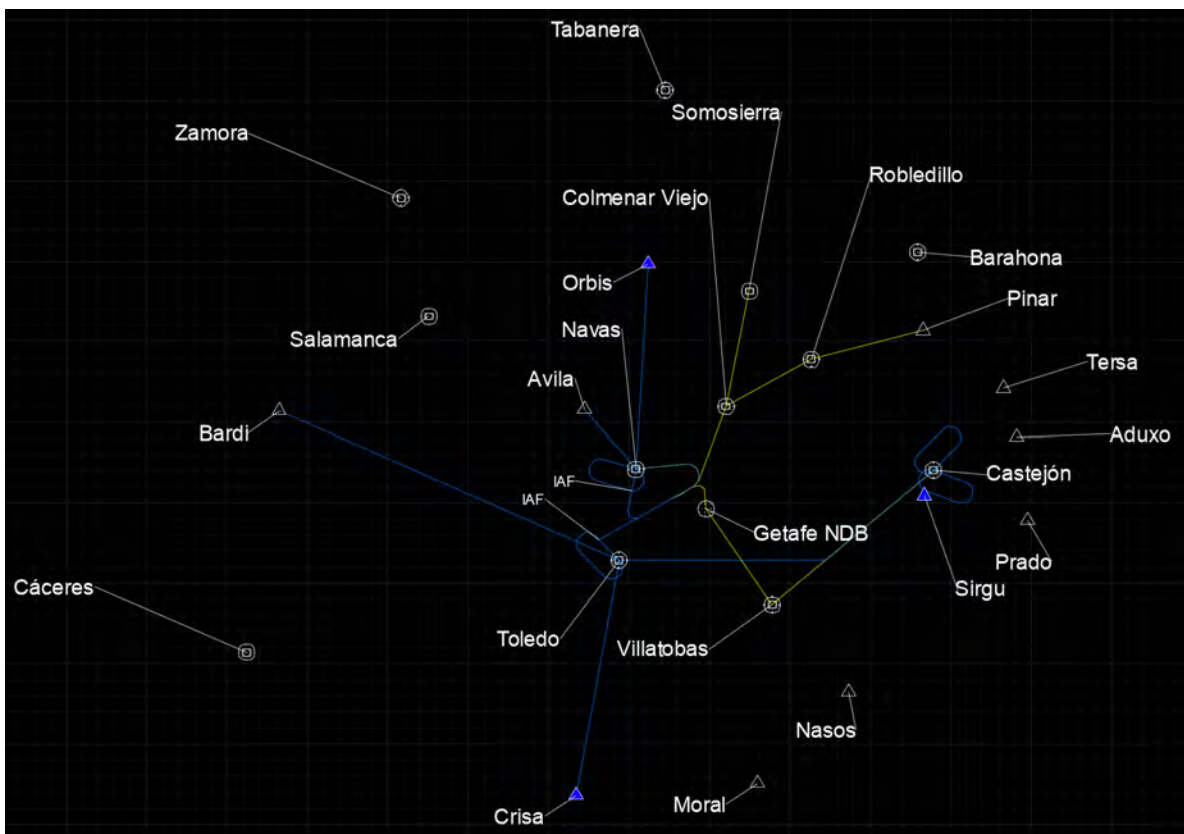 Tabanera
Somosierra
Zamora
Robledillo
Colmenar Viejo
Barahona
Orbis
Pinar
Navas
Salamanca
Tersa
Avila
Bardi
Aduxo
Castejón
IAF
IAF
Getafe NDB
Prado
Sirgu
Cáceres
Toledo
Villatobas
Nasos
Moral
Crisa